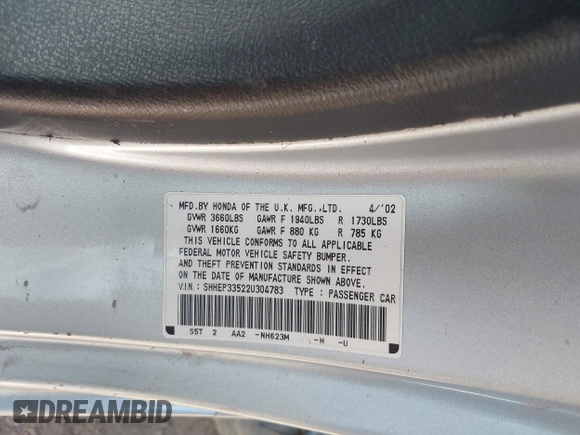 MFD.BY HONDA OF THE U.K. MFG.,LTD. 4/'02
GVWR 3660LBS GAWR F 1940LBS R 1730LBS
GVWR 1660KG GAWR F 880 KG R 785 KG
THIS VEHICLE CONFORMS TO ALL APPLICABLE
FEDERAL MOTOR VEHICLE SAFETY BUMPER.
AND THEFT PREVENTION STANDARDS IN EFFECT
ON THE DATE OF MANUFACTURE SHOWN ABOVE.
V.I.N. : SHHEP33522U304783 TYPE : PASSENGER CAR
S5T 2 AA2 -NH623M -H -U
DREAMBID